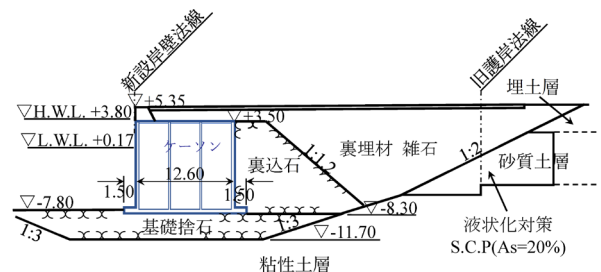 新設岸壁法線
旧護岸法線
+5.35
H.W.L. +3.80
+3.50
埋土層
L.W.L. +0.17
ケーソン
裏込石
1:1.2
裏埋材 雑石
1:2
砂質土層
1.50
12.60
1.50
-7.80
-8.30
基礎捨石
1:3
1:3
-11.70
液状化対策
S.C.P(As=20%)
粘性土層